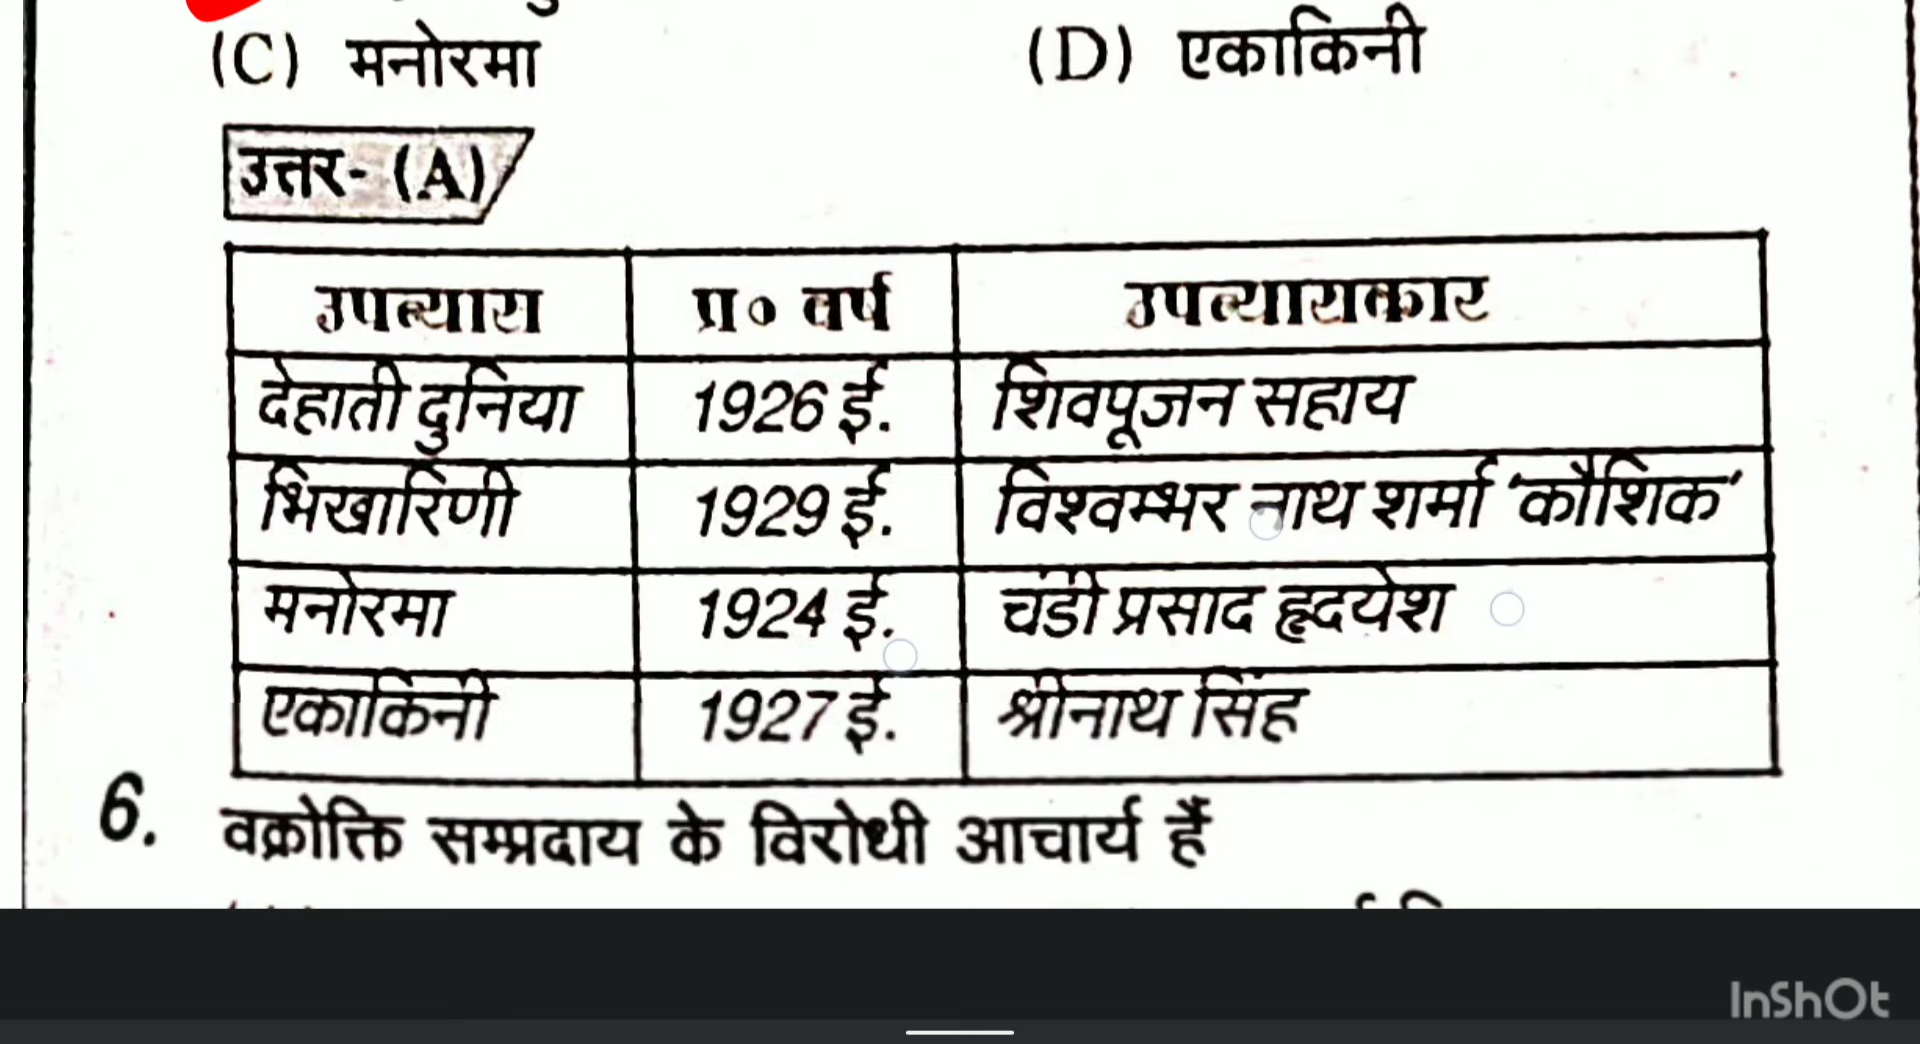 (C) मनोरमा (D) एकाकिनी
उत्तर- (A)
उपन्यास प्र० वर्ष उपन्यासकार
देहाती दुनिया 1926 ई. शिवपूजन सहाय
भिखारिणी 1929 ई. विश्वम्भर नाथ शर्मा 'कौशिक'
मनोरमा 1924 ई. चंडी प्रसाद हृदयेश
एकाकिनी 1927 ई. श्रीनाथ सिंह
6. वक्रोक्ति सम्प्रदाय के विरोधी आचार्य हैं
InShOt